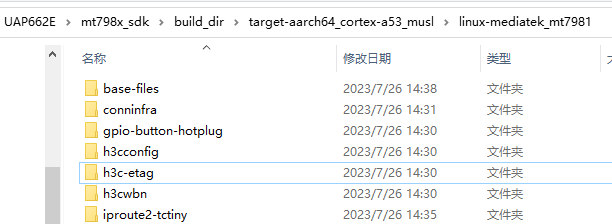 UAP662E › mt798x_sdk › build_dir › target-aarch64_cortex-a53_musl › linux-mediatek_mt7981
名称 修改日期 类型
base-files 2023/7/26 14:38 文件夹
conninfra 2023/7/26 14:31 文件夹
gpio-button-hotplug 2023/7/26 14:30 文件夹
h3cconfig 2023/7/26 14:30 文件夹
h3c-etag 2023/7/26 14:30 文件夹
h3cwbn 2023/7/26 14:30 文件夹
iproute2-tctiny 2023/7/26 14:35 文件夹